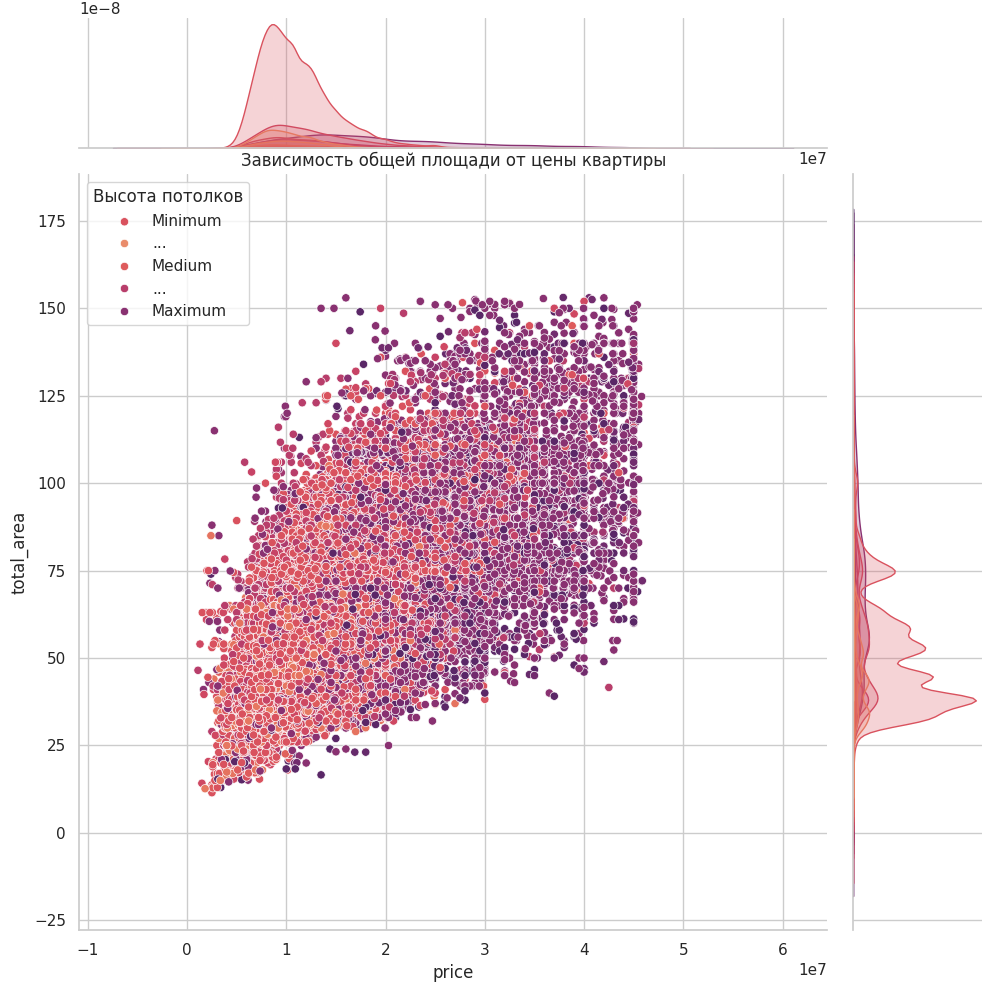 1e−8
1e7
Зависимость общей площади от цены квартиры
Высота потолков
Minimum
...
Medium
...
Maximum
175
150
125
100
75
50
25
0
−25
total_area
−1 0 1 2 3 4 5 6
1e7
price